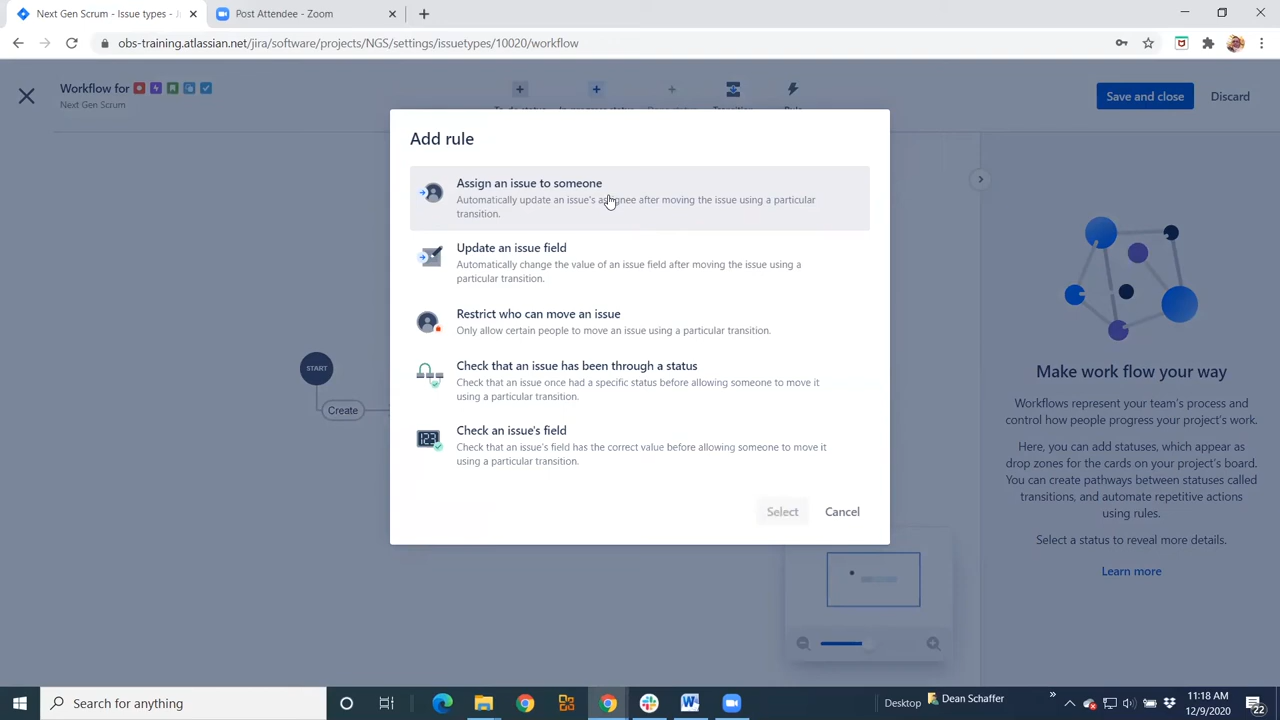 Next Gen Scrum - Issue types - J
Post Attendee - Zoom
obs-training.atlassian.net/jira/software/projects/NGS/settings/issuetypes/10020/workflow
Workflow for
Next Gen Scrum
Transition
Rule
Save and close
Discard
Add rule
Assign an issue to someone
Automatically update an issue's assignee after moving the issue using a particular
transition.
Update an issue field
Automatically change the value of an issue field after moving the issue using a
particular transition.
Restrict who can move an issue
Only allow certain people to move an issue using a particular transition.
Check that an issue has been through a status
Check that an issue once had a specific status before allowing someone to move it
using a particular transition.
Check an issue's field
Check that an issue's field has the correct value before allowing someone to move it
using a particular transition.
Select
Cancel
START
Create
Make work flow your way
Workflows represent your team's process and
control how people progress your project's work.
Here, you can add statuses, which appear as
drop zones for the cards on your project's board.
You can create pathways between statuses called
transitions, and automate repetitive actions
using rules.
Select a status to reveal more details.
Learn more
Search for anything
Desktop
Dean Schaffer
11:18 AM
12/9/2020
22